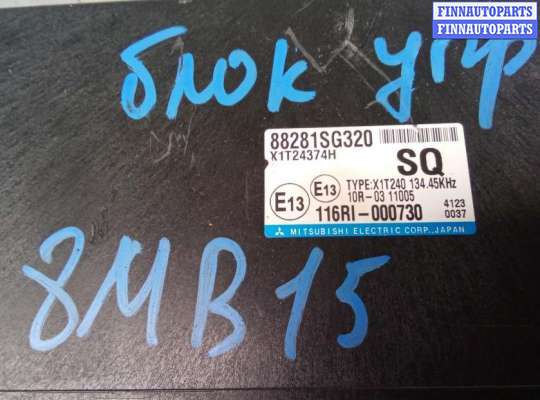 FINNAUTOPARTS
FINNAUTOPARTS
блок упр
88281SG320
X1T24374H
SQ
E13
E13
TYPE:X1T240 134.45KHz
10R-03 11005
116RI-000730
4123
0037
MITSUBISHI ELECTRIC CORP., JAPAN
8MB15